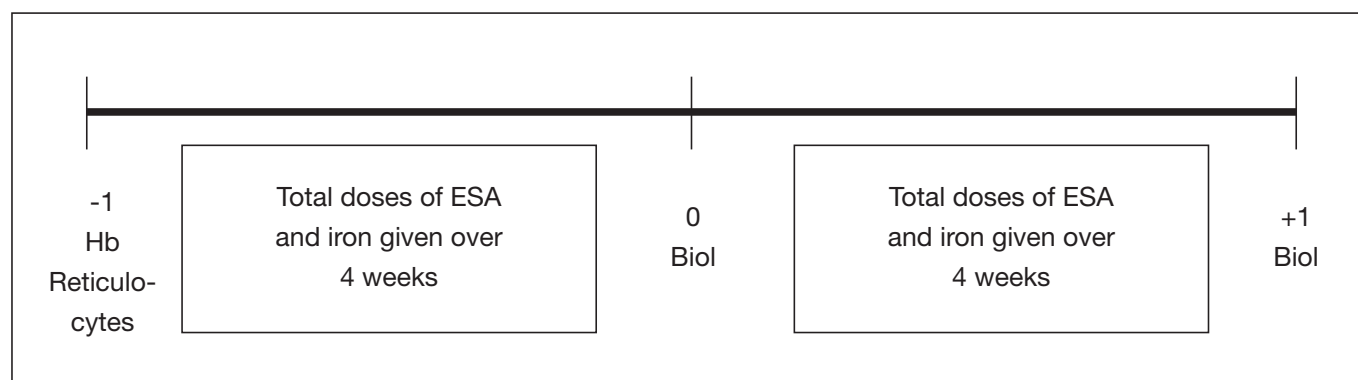 -1
Hb
Reticulo-
cytes
Total doses of ESA
and iron given over
4 weeks
0
Biol
Total doses of ESA
and iron given over
4 weeks
+1
Biol